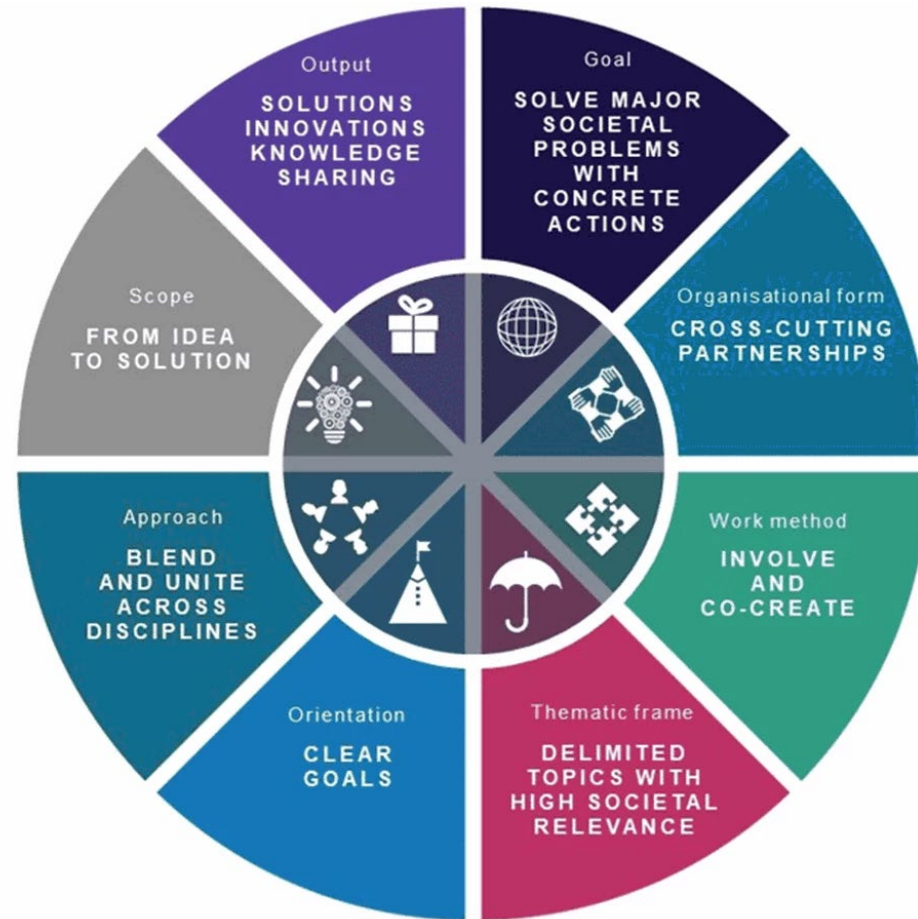 Output
SOLUTIONS
INNOVATIONS
KNOWLEDGE
SHARING
Goal
SOLVE MAJOR
SOCIETAL
PROBLEMS
WITH
CONCRETE
ACTIONS
Organisational form
CROSS-CUTTING
PARTNERSHIPS
Work method
INVOLVE
AND
CO-CREATE
Thematic frame
DELIMITED
TOPICS WITH
HIGH SOCIETAL
RELEVANCE
Orientation
CLEAR
GOALS
Approach
BLEND
AND UNITE
ACROSS
DISCIPLINES
Scope
FROM IDEA
TO SOLUTION